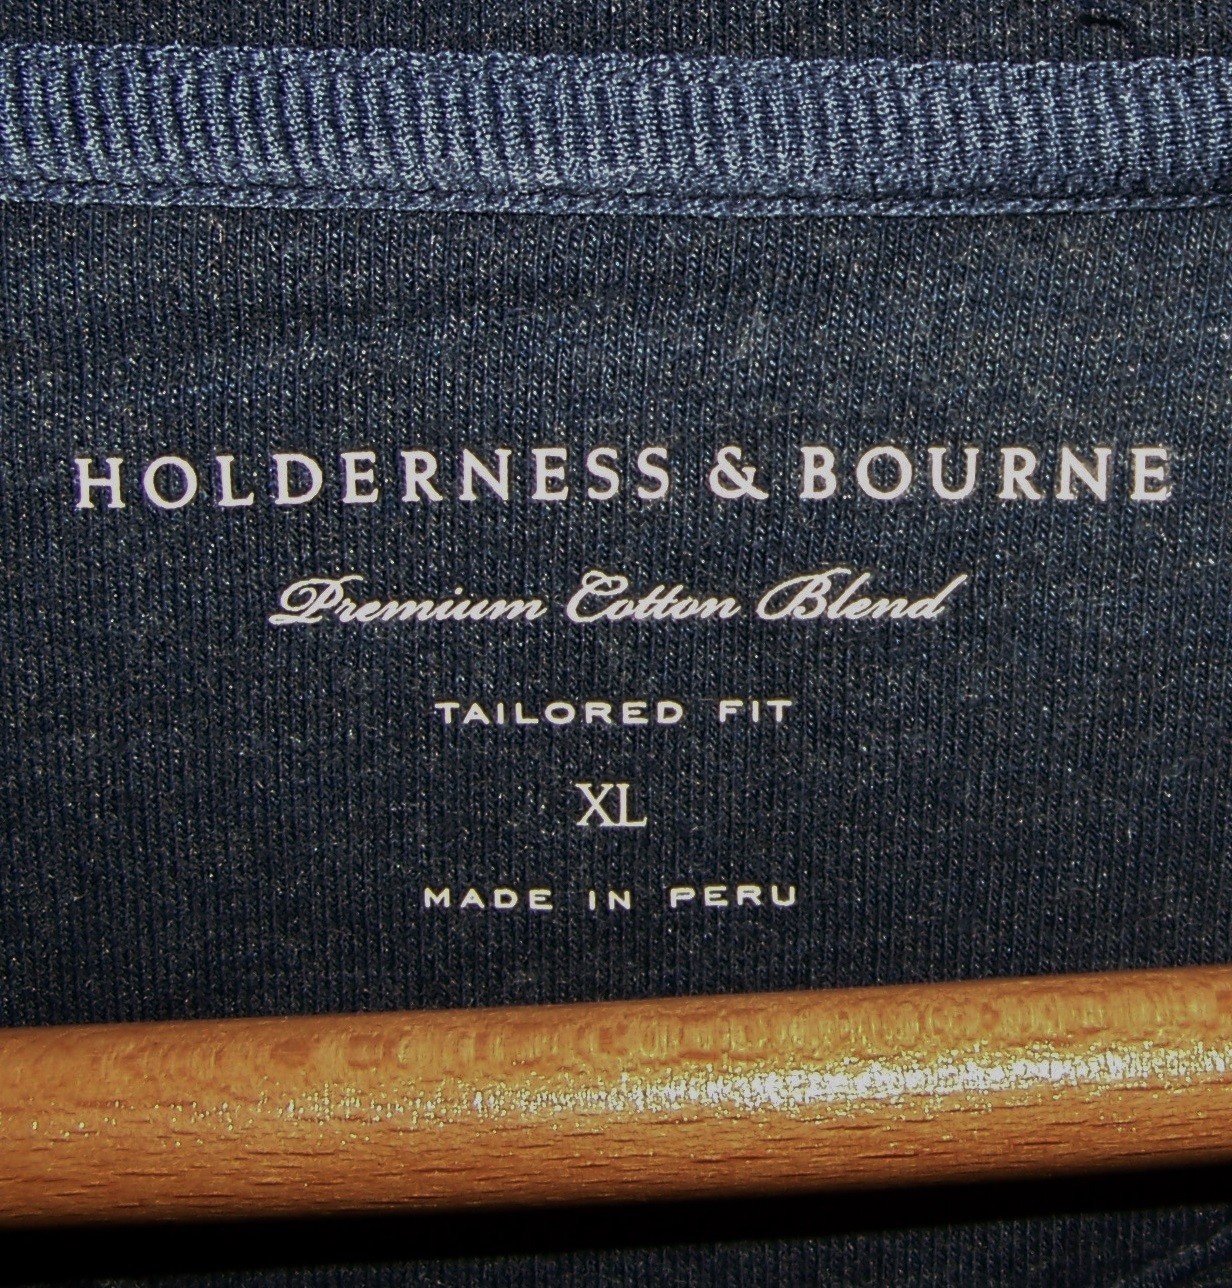 HOLDERNESS & BOURNE
Premium Cotton Blend
TAILORED FIT
XL
MADE IN PERU